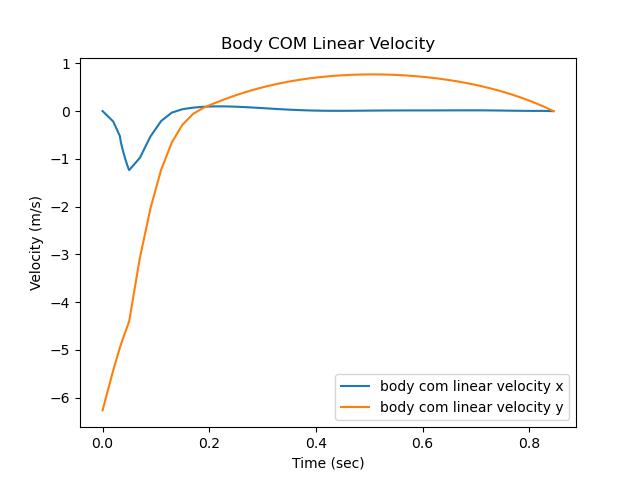 Body COM Linear Velocity
Velocity (m/s)
1
0
−1
−2
−3
−4
−5
−6
body com linear velocity x
body com linear velocity y
0.0 0.2 0.4 0.6 0.8
Time (sec)